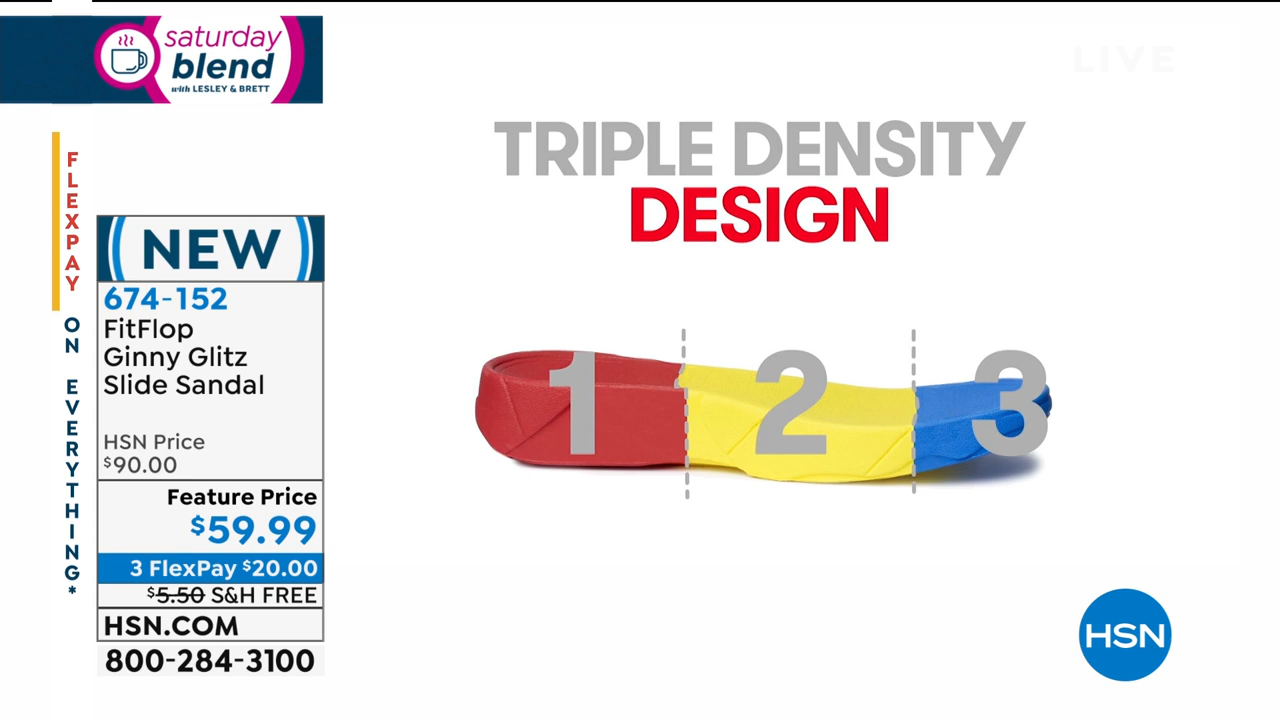 saturday
blend
with LESLEY & BRETT
LIVE
TRIPLE DENSITY
DESIGN
FLEXPAY ON EVERYTHING*
NEW
674-152
FitFlop
Ginny Glitz
Slide Sandal
HSN Price
$90.00
Feature Price
$59.99
3 FlexPay $20.00
$5.50 S&H FREE
HSN.COM
800-284-3100
1 2 3
HSN